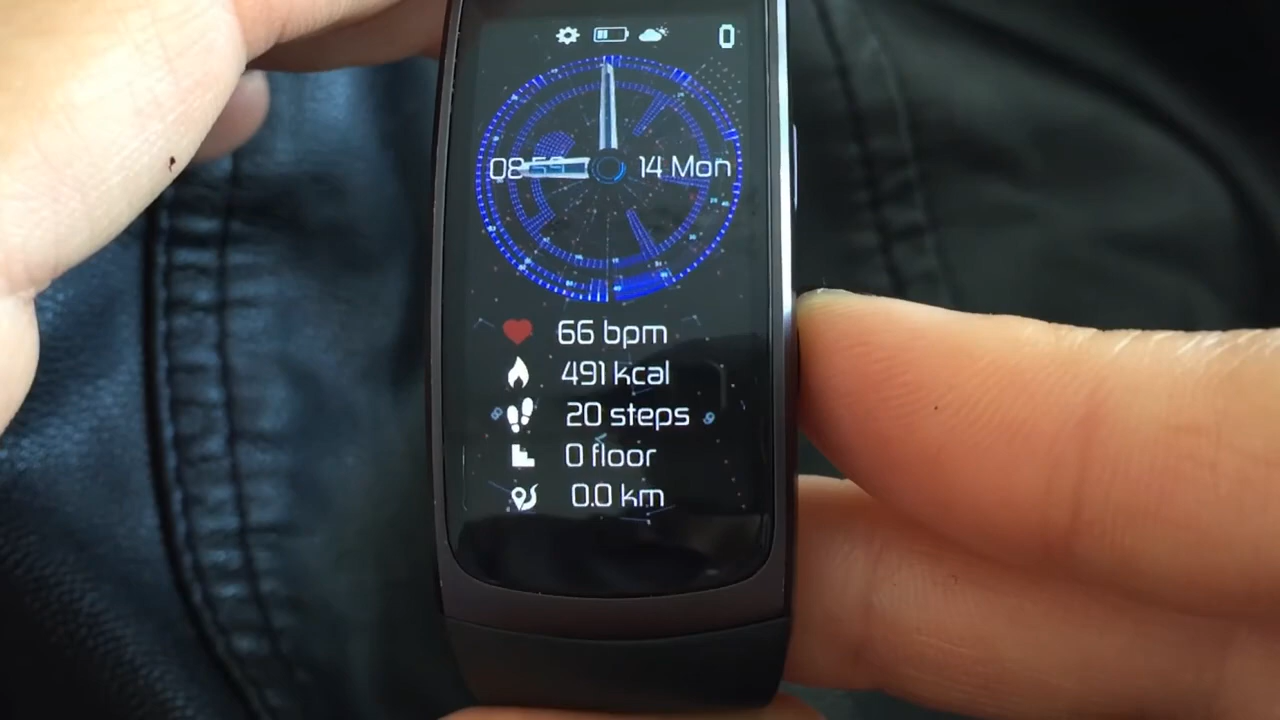 0
08:59 14 Mon
66 bpm
491 kcal
20 steps
0 floor
0.0 km